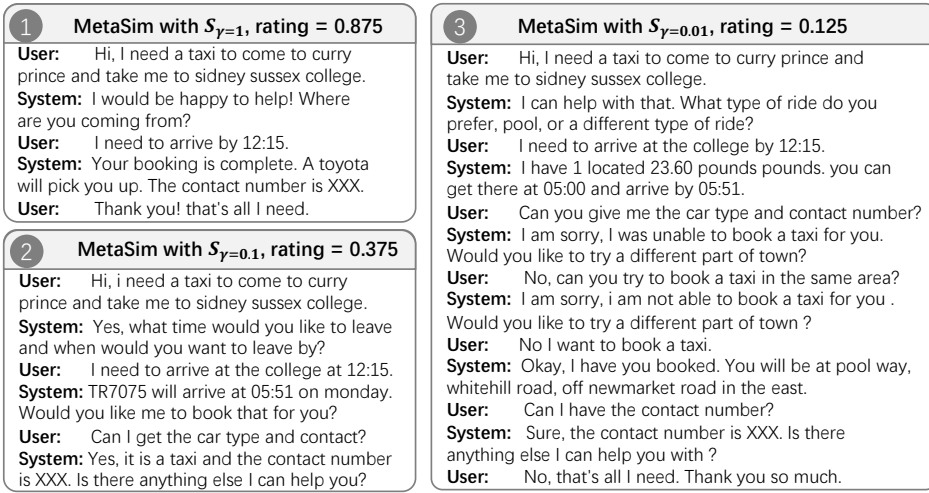 1 MetaSim with S_γ=1, rating = 0.875
User: Hi, I need a taxi to come to curry
prince and take me to sidney sussex college.
System: I would be happy to help! Where
are you coming from?
User: I need to arrive by 12:15.
System: Your booking is complete. A toyota
will pick you up. The contact number is XXX.
User: Thank you! that's all I need.
2 MetaSim with S_γ=0.1, rating = 0.375
User: Hi, i need a taxi to come to curry
prince and take me to sidney sussex college.
System: Yes, what time would you like to leave
and when would you want to leave by?
User: I need to arrive at the college at 12:15.
System: TR7075 will arrive at 05:51 on monday.
Would you like me to book that for you?
User: Can I get the car type and contact?
System: Yes, it is a taxi and the contact number
is XXX. Is there anything else I can help you?
3 MetaSim with S_γ=0.01, rating = 0.125
User: Hi, I need a taxi to come to curry prince and
take me to sidney sussex college.
System: I can help with that. What type of ride do you
prefer, pool, or a different type of ride?
User: I need to arrive at the college by 12:15.
System: I have 1 located 23.60 pounds pounds. you can
get there at 05:00 and arrive by 05:51.
User: Can you give me the car type and contact number?
System: I am sorry, I was unable to book a taxi for you.
Would you like to try a different part of town?
User: No, can you try to book a taxi in the same area?
System: I am sorry, i am not able to book a taxi for you .
Would you like to try a different part of town ?
User: No I want to book a taxi.
System: Okay, I have you booked. You will be at pool way,
whitehill road, off newmarket road in the east.
User: Can I have the contact number?
System: Sure, the contact number is XXX. Is there
anything else I can help you with ?
User: No, that's all I need. Thank you so much.